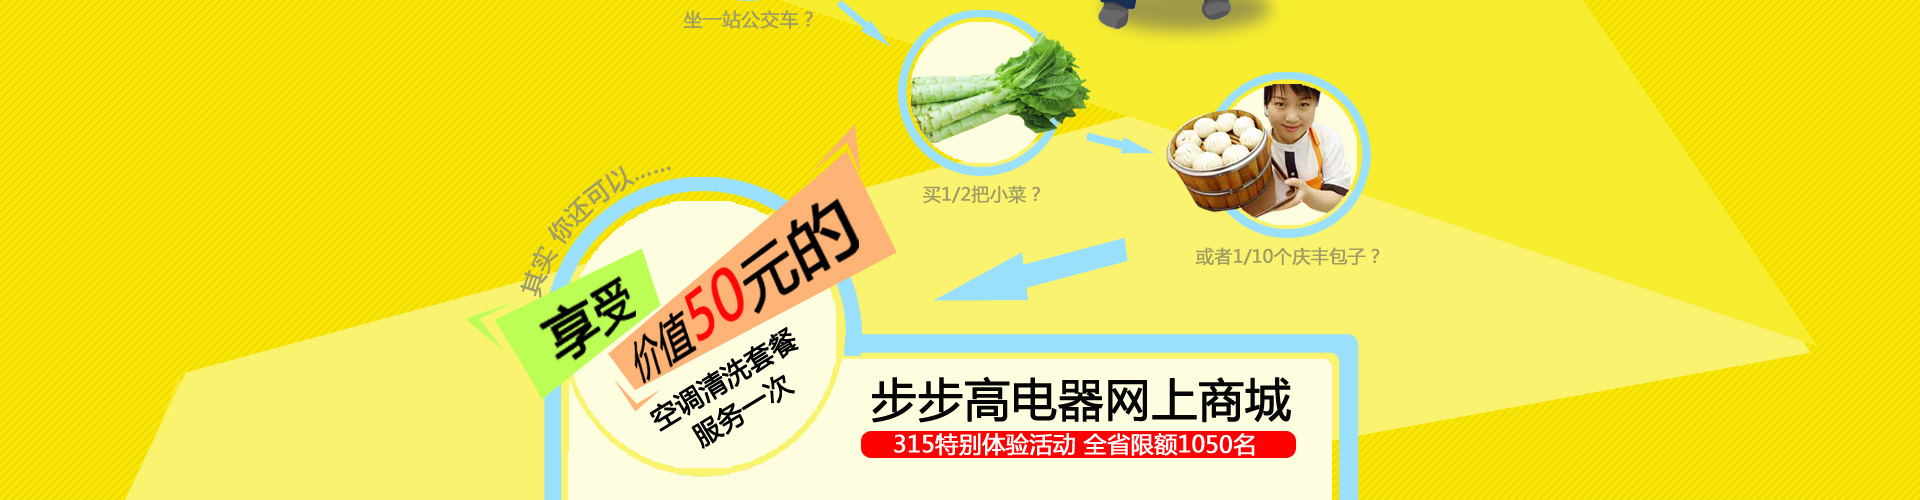 坐一站公交车？
买1/2把小菜？
或者1/10个庆丰包子？
其实 你还可以......
享受
价值50元的
空调清洗套餐
服务一次
步步高电器网上商城
315特别体验活动 全省限额1050名